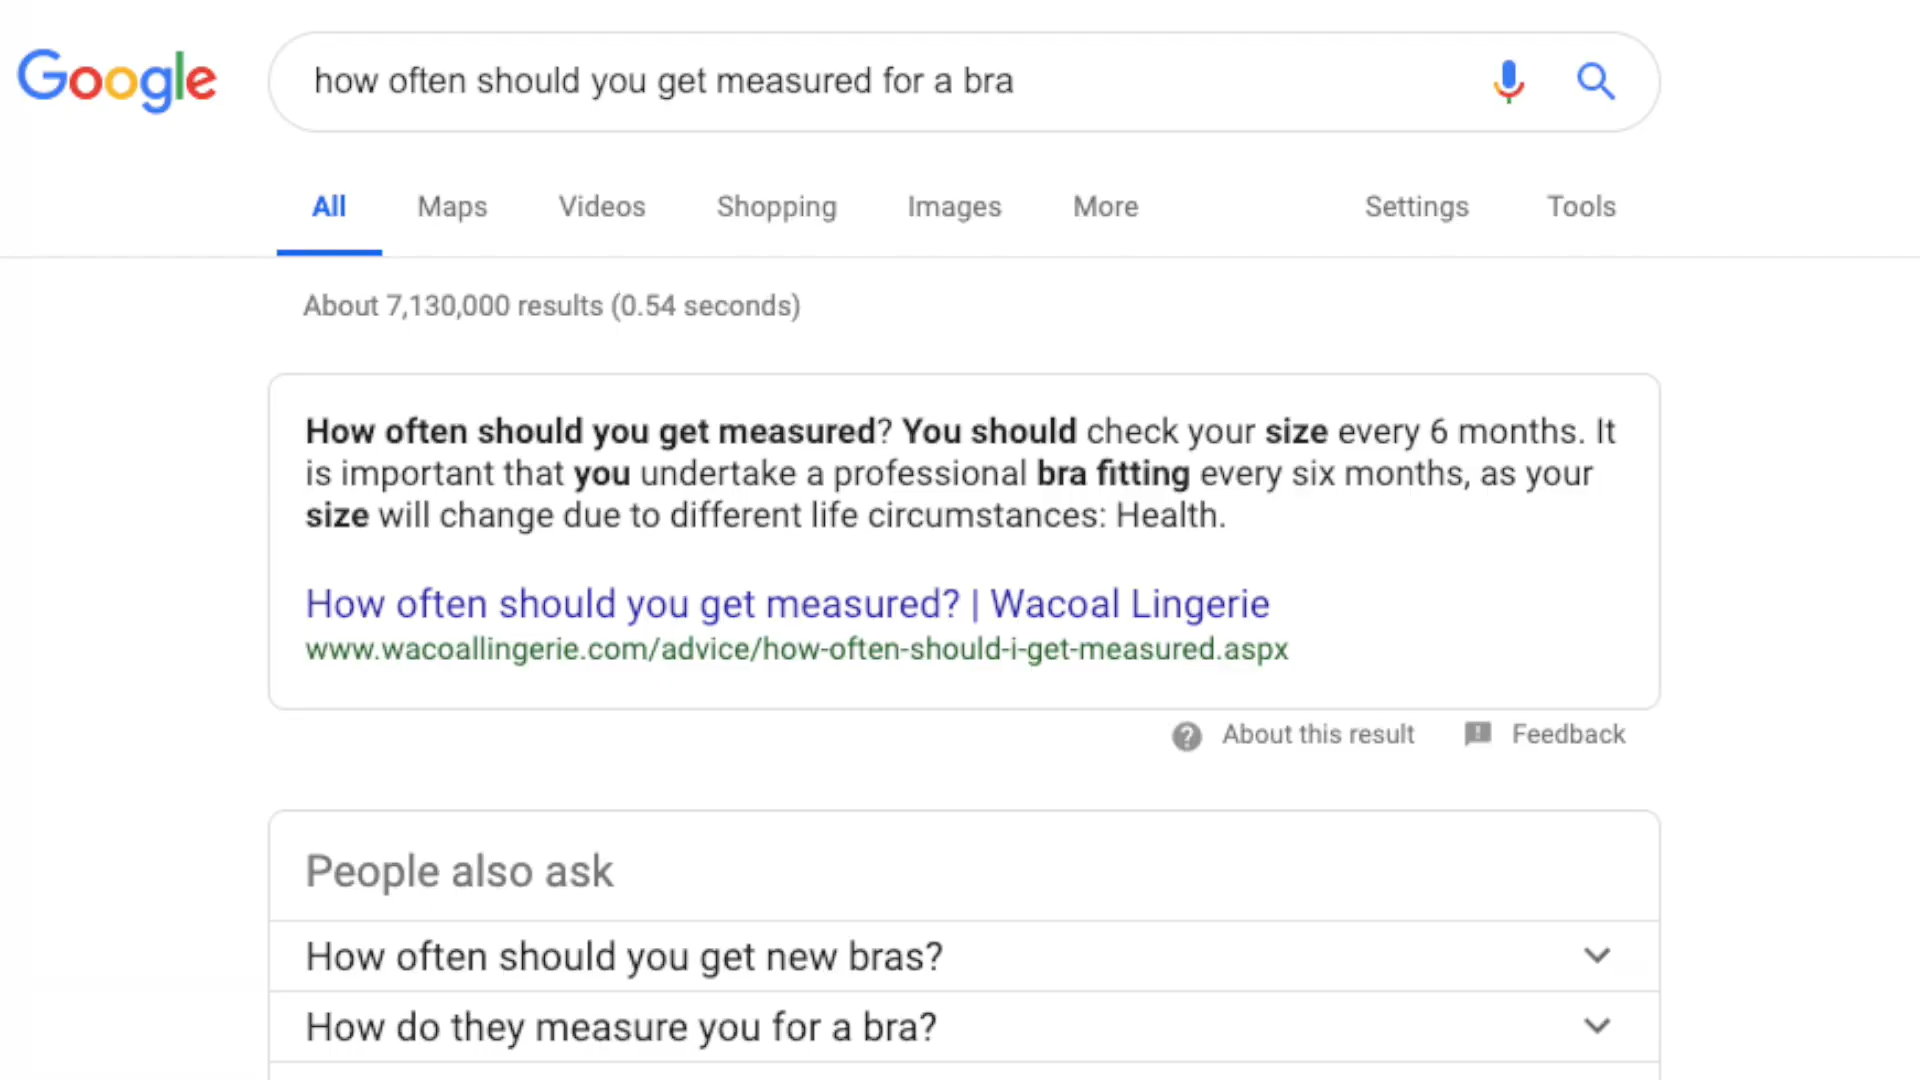 Google
how often should you get measured for a bra
All Maps Videos Shopping Images More Settings Tools
About 7,130,000 results (0.54 seconds)
How often should you get measured? You should check your size every 6 months. It
is important that you undertake a professional bra fitting every six months, as your
size will change due to different life circumstances: Health.
How often should you get measured? | Wacoal Lingerie
www.wacoallingerie.com/advice/how-often-should-i-get-measured.aspx
? About this result ! Feedback
People also ask
How often should you get new bras?
How do they measure you for a bra?